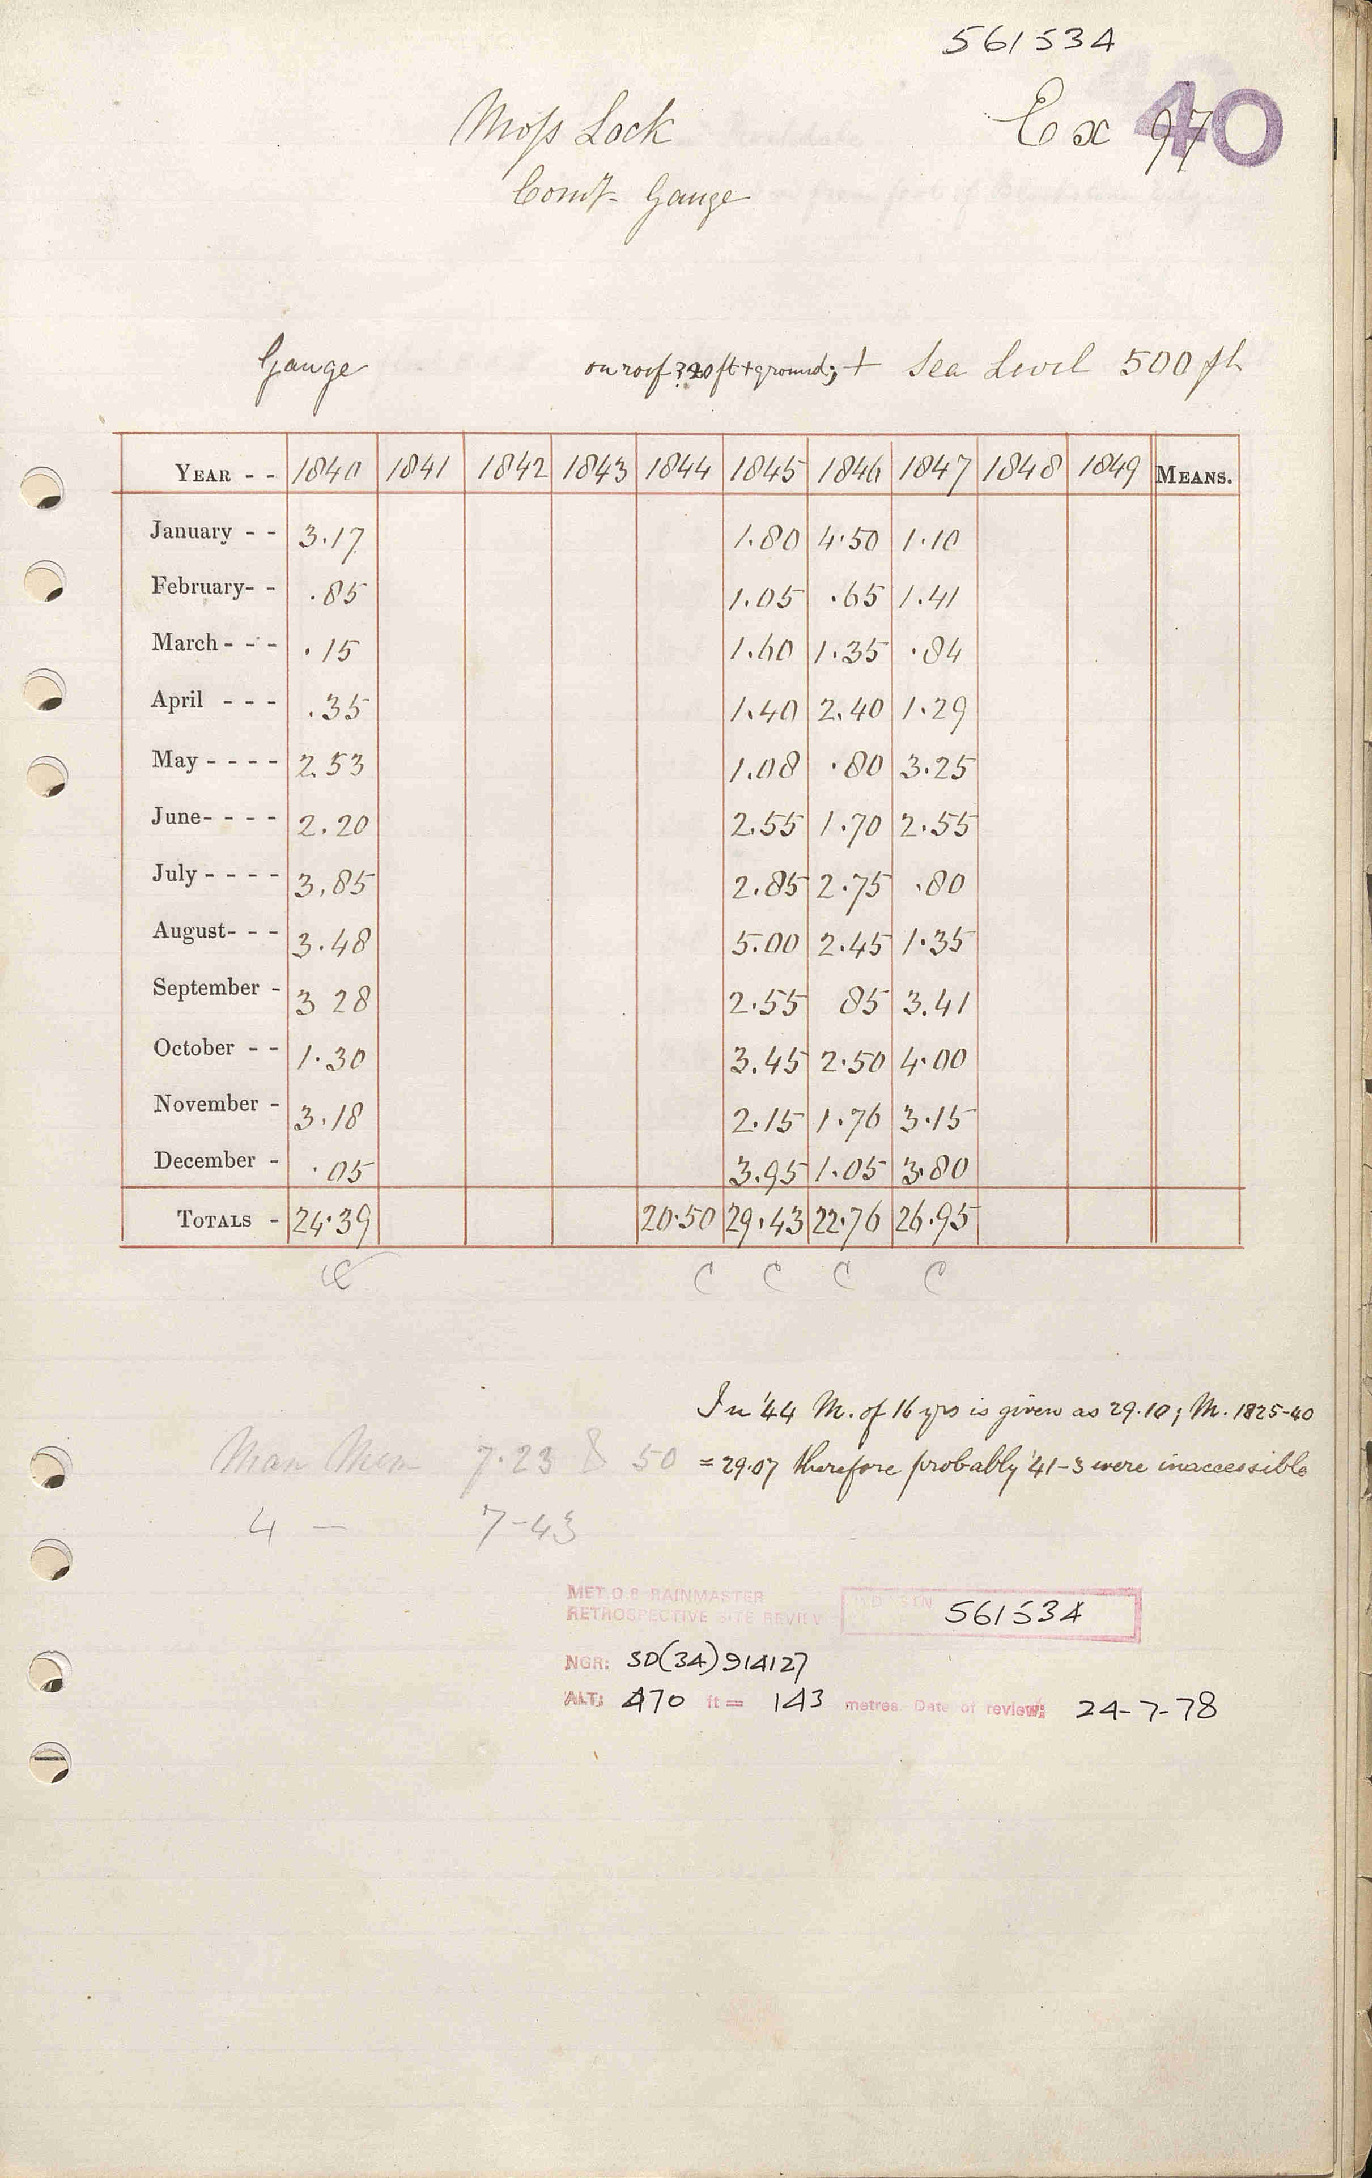 561534
Moss Lock
Ex 97
40
Comp. Gauge
Gauge on roof ? 20 ft + ground; + Sea Level 500 ft
YEAR - - 1840 1841 1842 1843 1844 1845 1846 1847 1848 1849 MEANS.
January - - 3.17 1.80 4.50 1.10
February- - .85 1.05 .65 1.41
March - - - .15 1.60 1.35 .84
April - - - .35 1.40 2.40 1.29
May - - - - 2.53 1.08 .80 3.25
June- - - - 2.20 2.55 1.70 2.55
July - - - - 3.85 2.85 2.75 .80
August- - - 3.48 5.00 2.45 1.35
September - 3 28 2.55 85 3.41
October - - 1.30 3.45 2.50 4.00
November - 3.18 2.15 1.76 3.15
December - .05 3.95 1.05 3.80
TOTALS - 24.39 20.50 29.43 22.76 26.95
C C C C C
In '44 M. of 16 yrs is given as 29.10; M. 1825-40
= 29.07 therefore probably '41-3 were inaccessible
Man Mem 7.23 & 50
4 — 7-43
MET.O.8 RAINMASTER
RETROSPECTIVE SITE REVIEW
STN 561534
NGR: SD(34)914127
ALT: 470 ft = 143 metres. Date of review: 24-7-78